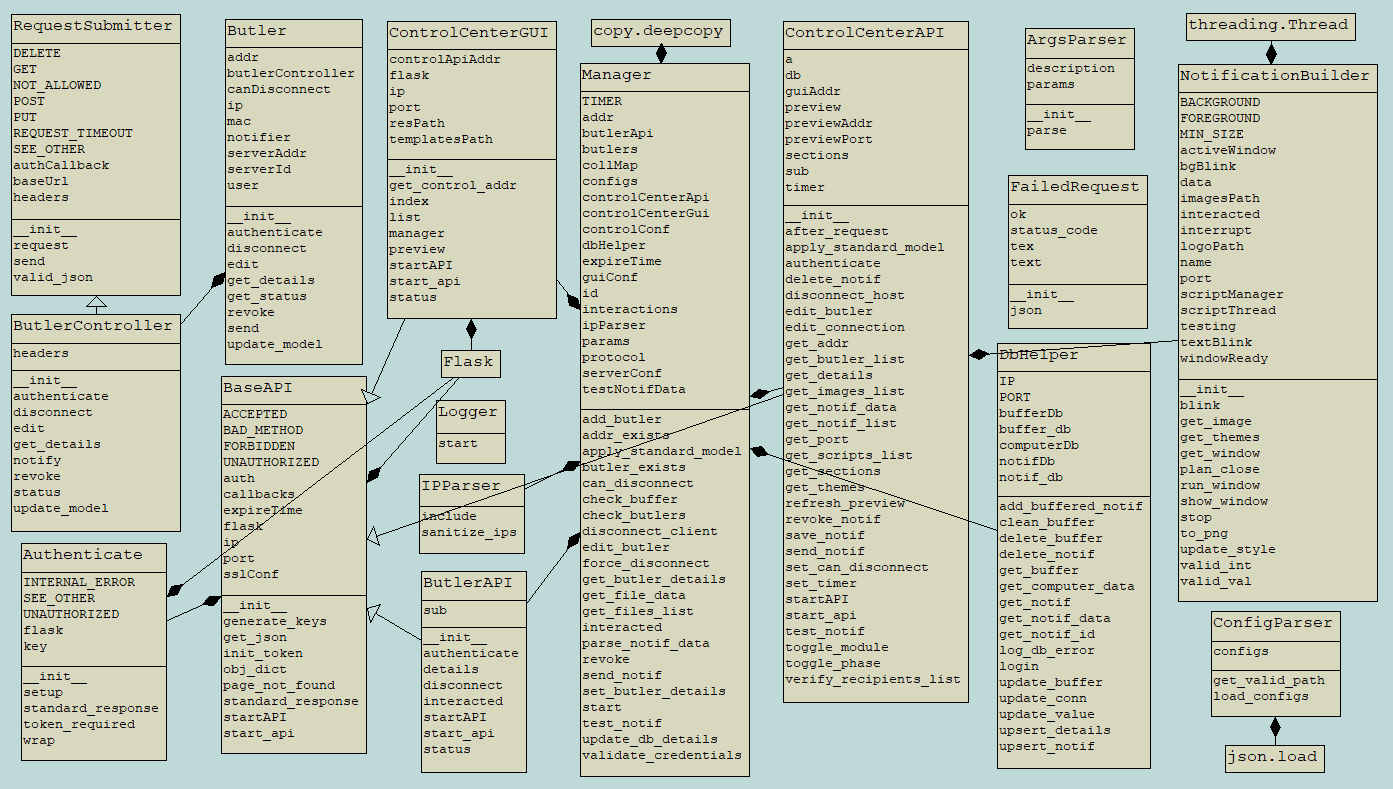 RequestSubmitter
DELETE
GET
NOT_ALLOWED
POST
PUT
REQUEST_TIMEOUT
SEE_OTHER
authCallback
baseUrl
headers
__init__
request
send
valid_json
ButlerController
headers
__init__
authenticate
disconnect
edit
get_details
notify
revoke
status
update_model
Authenticate
INTERNAL_ERROR
SEE_OTHER
UNAUTHORIZED
flask
key
__init__
setup
standard_response
token_required
wrap
Butler
addr
butlerController
canDisconnect
ip
mac
notifier
serverAddr
serverId
user
__init__
authenticate
disconnect
edit
get_details
get_status
revoke
send
update_model
BaseAPI
ACCEPTED
BAD_METHOD
FORBIDDEN
UNAUTHORIZED
auth
callbacks
expireTime
flask
ip
port
sslConf
__init__
generate_keys
get_json
init_token
obj_dict
page_not_found
standard_response
startAPI
start_api
ControlCenterGUI
controlApiAddr
flask
ip
port
resPath
templatesPath
__init__
get_control_addr
index
list
manager
preview
startAPI
start_api
status
Flask
Logger
start
IPParser
include
sanitize_ips
ButlerAPI
sub
__init__
authenticate
details
disconnect
interacted
startAPI
start_api
status
copy.deepcopy
Manager
TIMER
addr
butlerApi
butlers
collMap
configs
controlCenterApi
controlCenterGui
controlConf
dbHelper
expireTime
guiConf
id
interactions
ipParser
params
protocol
serverConf
testNotifData
add_butler
addr_exists
apply_standard_model
butler_exists
can_disconnect
check_buffer
check_butlers
disconnect_client
edit_butler
force_disconnect
get_butler_details
get_file_data
get_files_list
interacted
parse_notif_data
revoke
send_notif
set_butler_details
start
test_notif
update_db_details
validate_credentials
ControlCenterAPI
a
db
guiAddr
preview
previewAddr
previewPort
sections
sub
timer
__init__
after_request
apply_standard_model
authenticate
delete_notif
disconnect_host
edit_butler
edit_connection
get_addr
get_butler_list
get_details
get_images_list
get_notif_data
get_notif_list
get_port
get_scripts_list
get_sections
get_themes
refresh_preview
revoke_notif
save_notif
send_notif
set_can_disconnect
set_timer
startAPI
start_api
test_notif
toggle_module
toggle_phase
verify_recipients_list
ArgsParser
description
params
__init__
parse
FailedRequest
ok
status_code
tex
text
__init__
json
DbHelper
IP
PORT
bufferDb
buffer_db
computerDb
notifDb
notif_db
add_buffered_notif
clean_buffer
delete_buffer
delete_notif
get_buffer
get_computer_data
get_notif
get_notif_data
get_notif_id
log_db_error
login
update_buffer
update_conn
update_value
upsert_details
upsert_notif
threading.Thread
NotificationBuilder
BACKGROUND
FOREGROUND
MIN_SIZE
activeWindow
bgBlink
data
imagesPath
interacted
interrupt
logoPath
name
port
scriptManager
scriptThread
testing
textBlink
windowReady
__init__
blink
get_image
get_themes
get_window
plan_close
run_window
show_window
stop
to_png
update_style
valid_int
valid_val
ConfigParser
configs
get_valid_path
load_configs
json.load